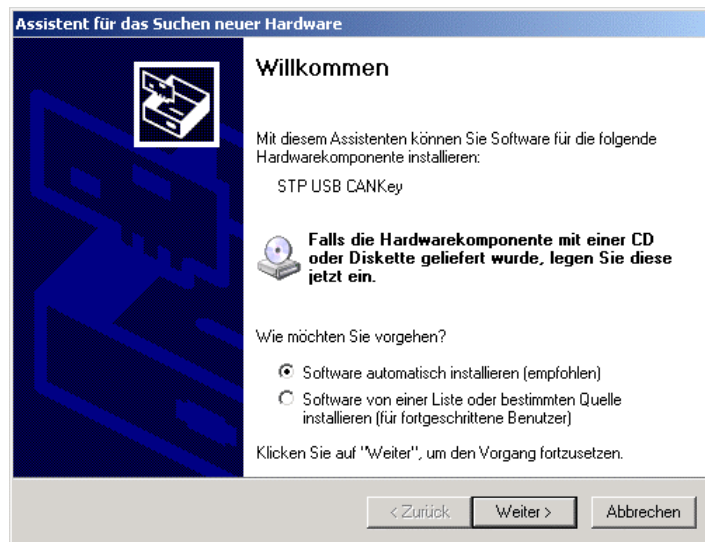 Assistent für das Suchen neuer Hardware
Willkommen
Mit diesem Assistenten können Sie Software für die folgende
Hardwarekomponente installieren:
STP USB CANKey
Falls die Hardwarekomponente mit einer CD
oder Diskette geliefert wurde, legen Sie diese
jetzt ein.
Wie möchten Sie vorgehen?
Software automatisch installieren (empfohlen)
Software von einer Liste oder bestimmten Quelle
installieren (für fortgeschrittene Benutzer)
Klicken Sie auf "Weiter", um den Vorgang fortzusetzen.
< Zurück Weiter > Abbrechen